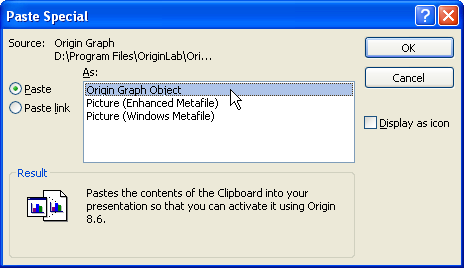 Paste Special
Source: Origin Graph
D:\Program Files\OriginLab\Ori...
As:
Paste
Paste link
Origin Graph Object
Picture (Enhanced Metafile)
Picture (Windows Metafile)
OK
Cancel
Display as icon
Result
Pastes the contents of the Clipboard into your
presentation so that you can activate it using Origin
8.6.